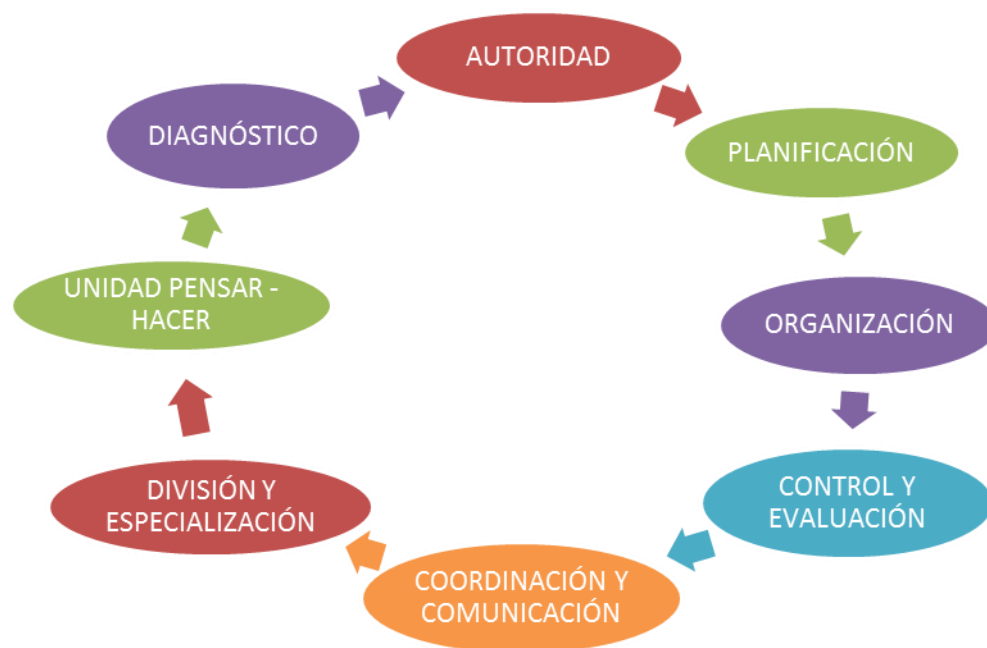 AUTORIDAD
PLANIFICACIÓN
ORGANIZACIÓN
CONTROL Y
EVALUACIÓN
COORDINACIÓN Y
COMUNICACIÓN
DIVISIÓN Y
ESPECIALIZACIÓN
UNIDAD PENSAR -
HACER
DIAGNÓSTICO